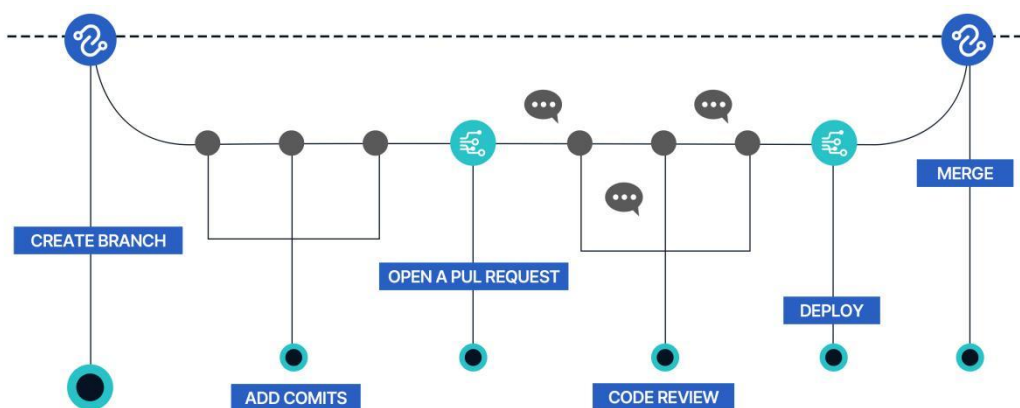 CREATE BRANCH
ADD COMITS
OPEN A PUL REQUEST
CODE REVIEW
DEPLOY
MERGE